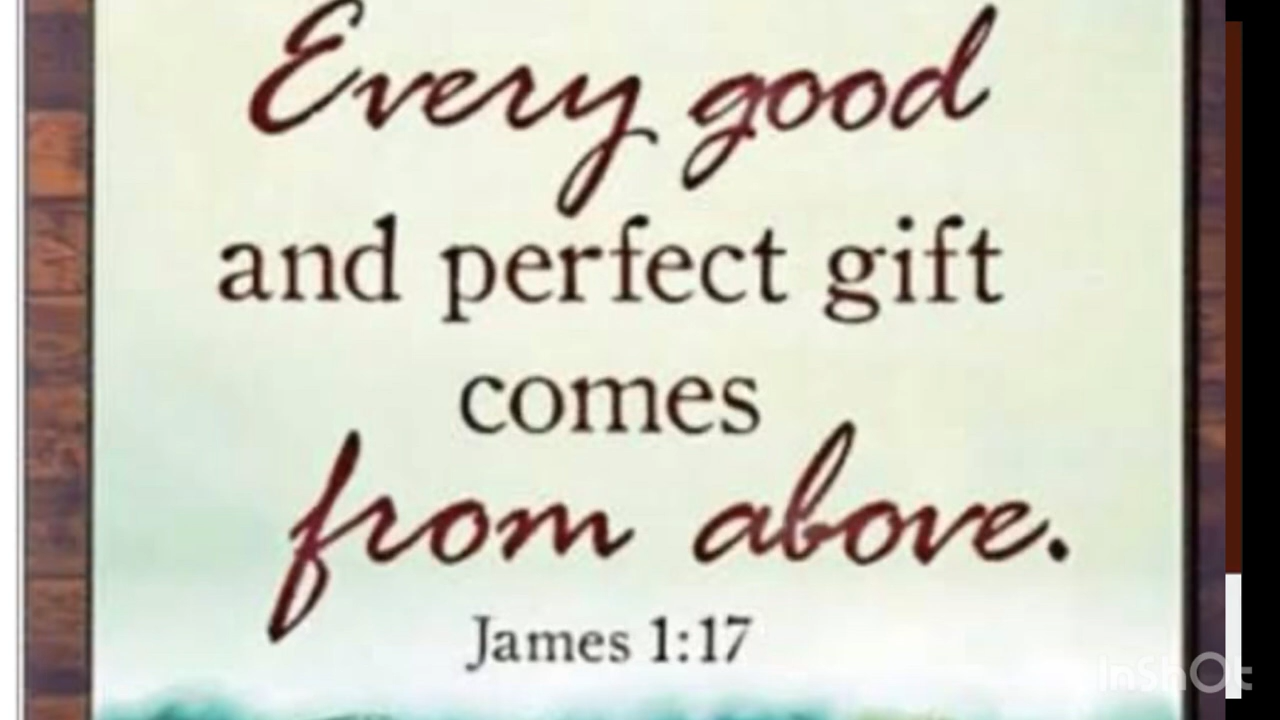 Every good
and perfect gift
comes
from above.
James 1:17
InShOt